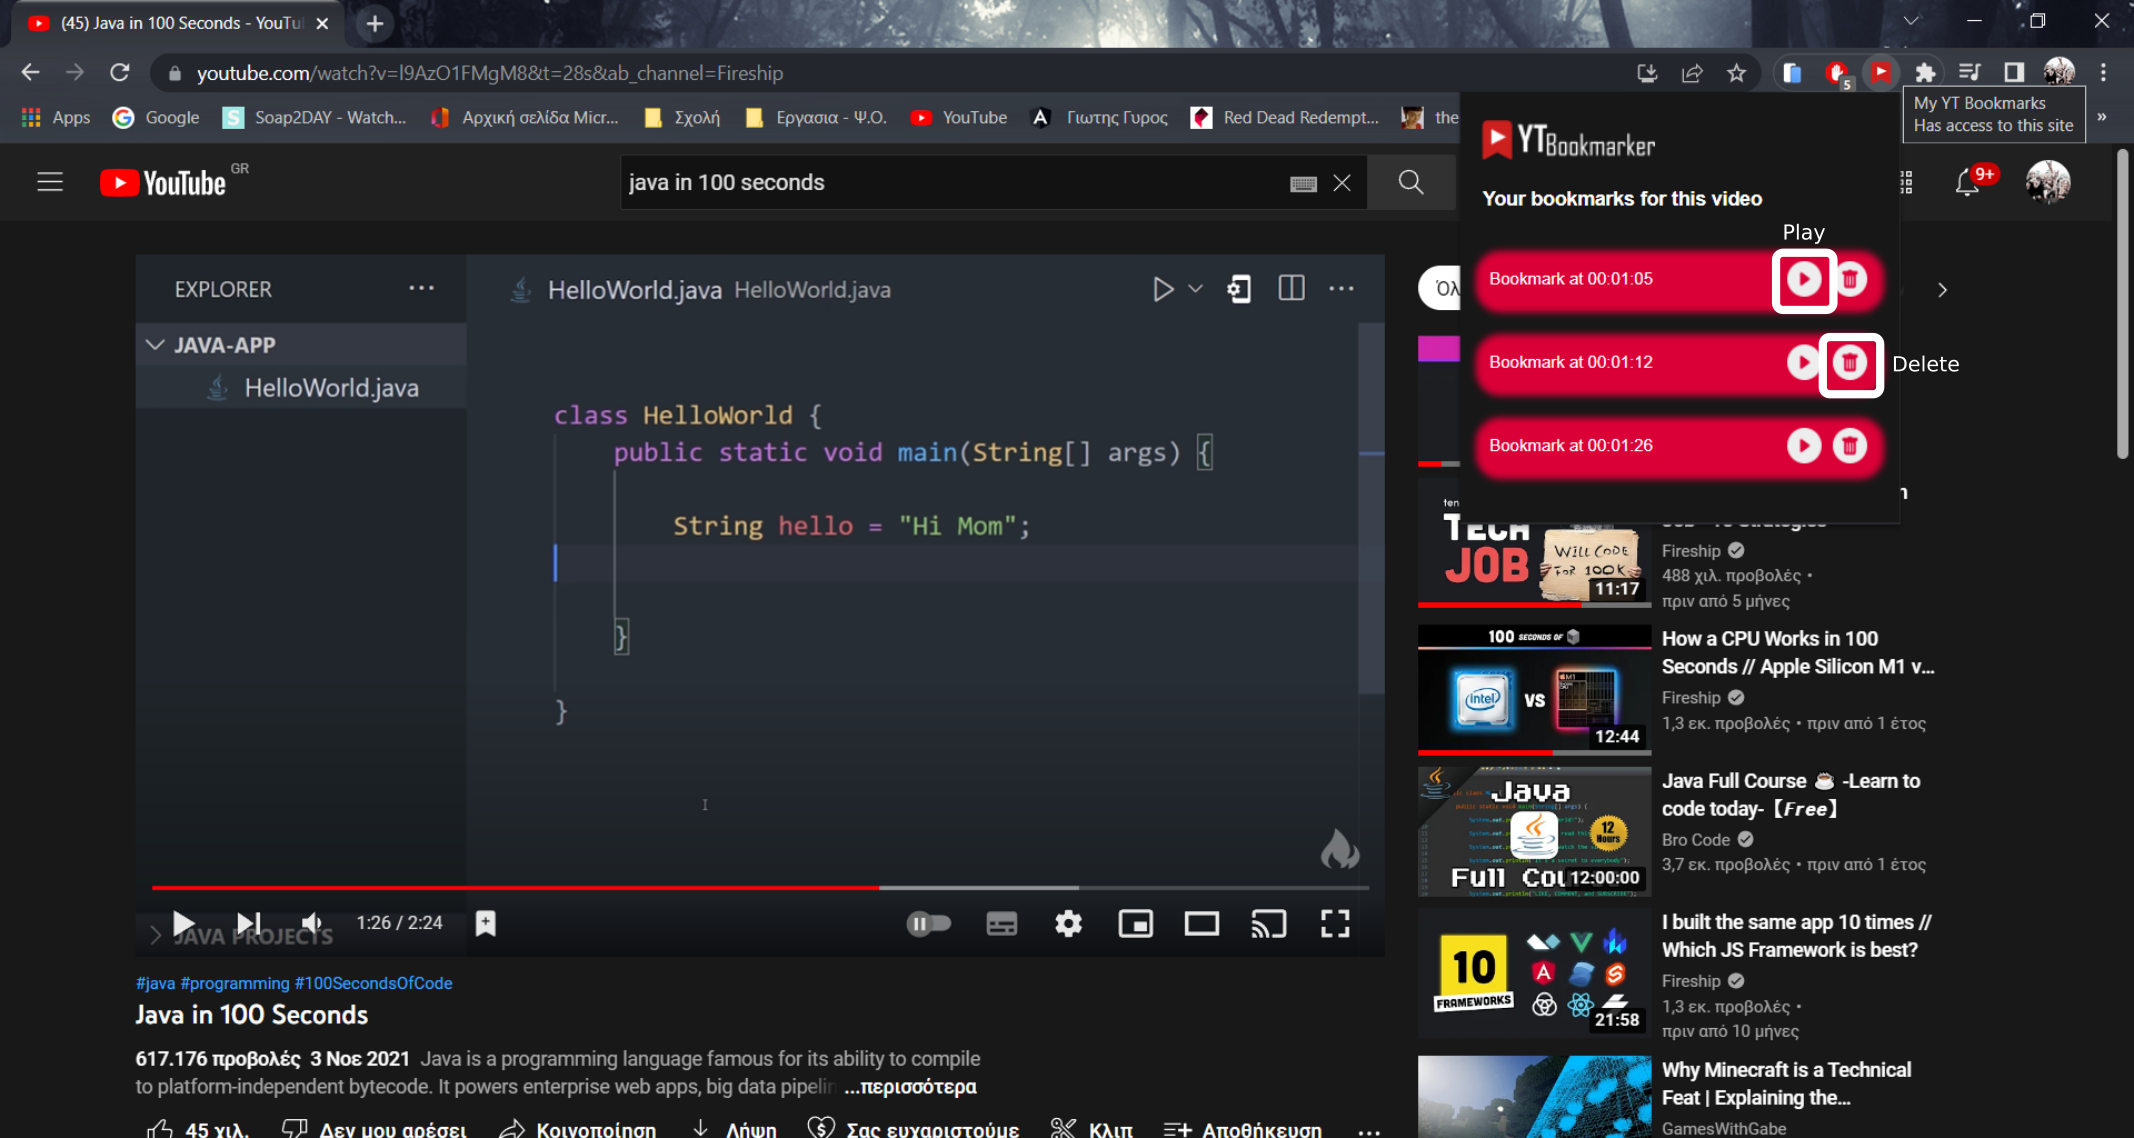 (45) Java in 100 Seconds - YouTu
youtube.com/watch?v=l9AzO1FMgM8&t=28s&ab_channel=Fireship
5
Apps
Google
Soap2DAY - Watch...
Αρχική σελίδα Micr...
Σχολή
Εργασια - Ψ.Ο.
YouTube
Γιωτης Γυρος
Red Dead Redempt...
the
»
My YT Bookmarks
Has access to this site
YouTube GR
java in 100 seconds
9+
YTBookmarker
Your bookmarks for this video
Play
Bookmark at 00:01:05
Bookmark at 00:01:12
Delete
Bookmark at 00:01:26
EXPLORER
HelloWorld.java HelloWorld.java
JAVA-APP
HelloWorld.java
class HelloWorld {
public static void main(String[] args) {
String hello = "Hi Mom";
}
}
JAVA PROJECTS
1:26 / 2:24
#java #programming #100SecondsOfCode
Java in 100 Seconds
617.176 προβολές 3 Νοε 2021 Java is a programming language famous for its ability to compile
to platform-independent bytecode. It powers enterprise web apps, big data pipelin ...περισσότερα
45 χιλ.
Δεν μου αρέσει
Κοινοποίηση
Λήψη
Σας ευχαριστούμε
Κλιπ
Αποθήκευση
Όλ
TECH
JOB
WILL CODE
FOR 100K
11:17
Job - 10 Strategies
Fireship
488 χιλ. προβολές •
πριν από 5 μήνες
100 SECONDS OF
intel
VS
M1
12:44
How a CPU Works in 100
Seconds // Apple Silicon M1 v...
Fireship
1,3 εκ. προβολές • πριν από 1 έτος
Java
12
Hours
Full Cou
12:00:00
Java Full Course ☕ -Learn to
code today-【Free】
Bro Code
3,7 εκ. προβολές • πριν από 1 έτος
10
FRAMEWORKS
21:58
I built the same app 10 times //
Which JS Framework is best?
Fireship
1,3 εκ. προβολές •
πριν από 10 μήνες
Why Minecraft is a Technical
Feat | Explaining the...
GamesWithGabe